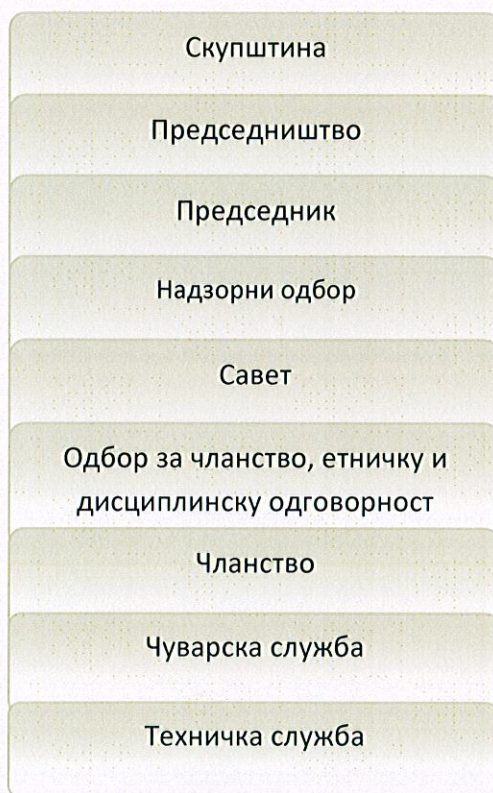 Скупштина
Председништво
Председник
Надзорни одбор
Савет
Одбор за чланство, етничку и
дисциплинску одговорност
Чланство
Чуварска служба
Техничка служба